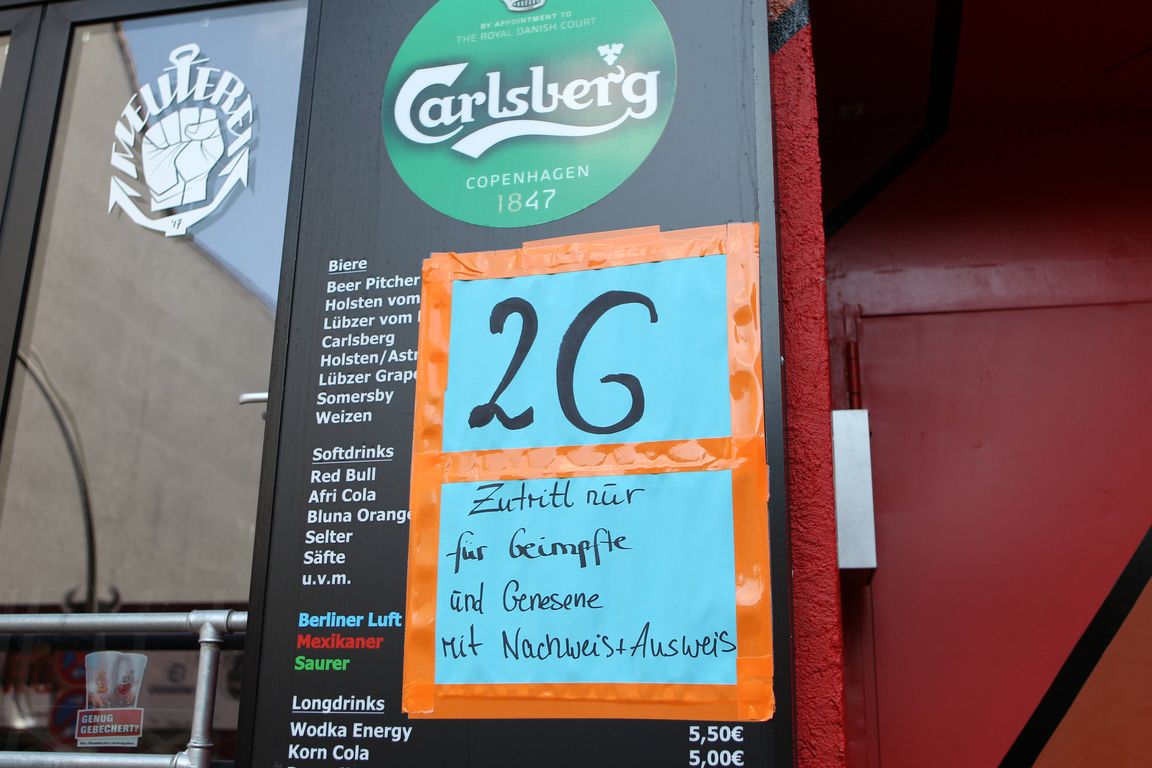 MEUTEREI
'17
BY APPOINTMENT TO
THE ROYAL DANISH COURT
Carlsberg
COPENHAGEN
1847
Biere
Beer Pitcher
Holsten vom
Lübzer vom
Carlsberg
Holsten/Astr
Lübzer Grape
Somersby
Weizen
Softdrinks
Red Bull
Afri Cola
Bluna Orange
Selter
Säfte
u.v.m.
Berliner Luft
Mexikaner
Saurer
Longdrinks
Wodka Energy 5,50€
Korn Cola 5,00€
2G
Zutritt nur
für Geimpfte
und Genesene
mit Nachweis+Ausweis
GENUG
GEBECHERT?